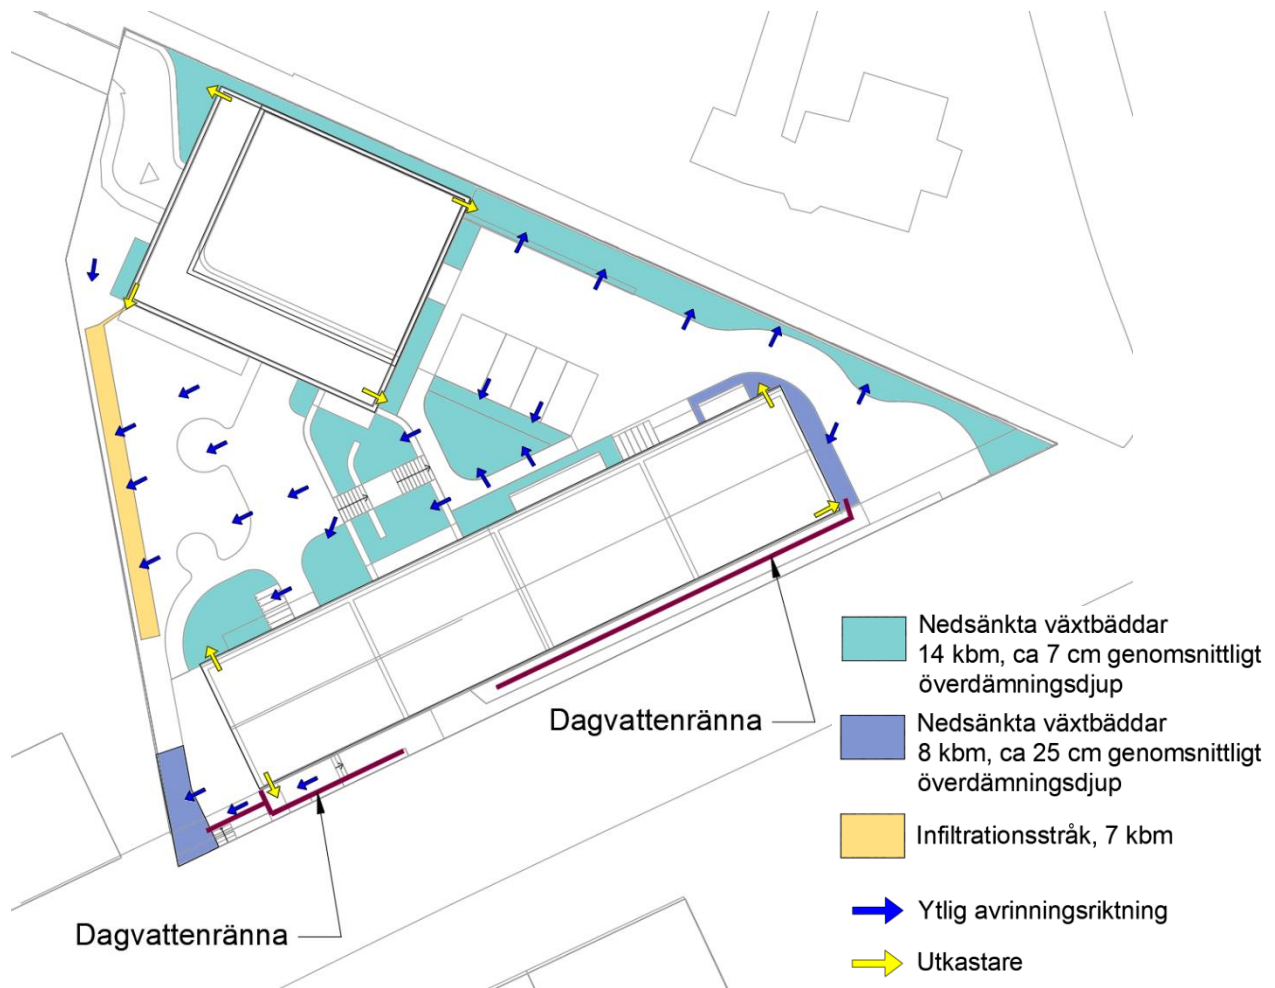 Nedsänkta växtbäddar
14 kbm, ca 7 cm genomsnittligt
överdämningsdjup
Dagvattenränna
Nedsänkta växtbäddar
8 kbm, ca 25 cm genomsnittligt
överdämningsdjup
Infiltrationsstråk, 7 kbm
Ytlig avrinningsriktning
Dagvattenränna
Utkastare